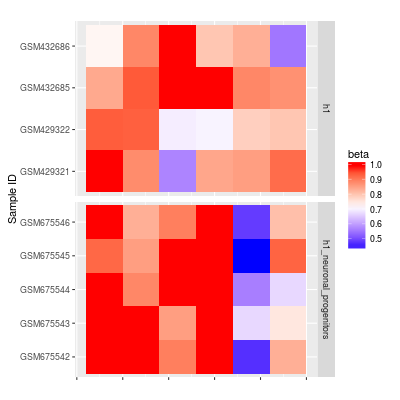 GSM432686
GSM432685
GSM429322
GSM429321
h1
GSM675546
GSM675545
GSM675544
GSM675543
GSM675542
h1_neuronal_progenitors
Sample ID
beta
1.0
0.9
0.8
0.7
0.6
0.5